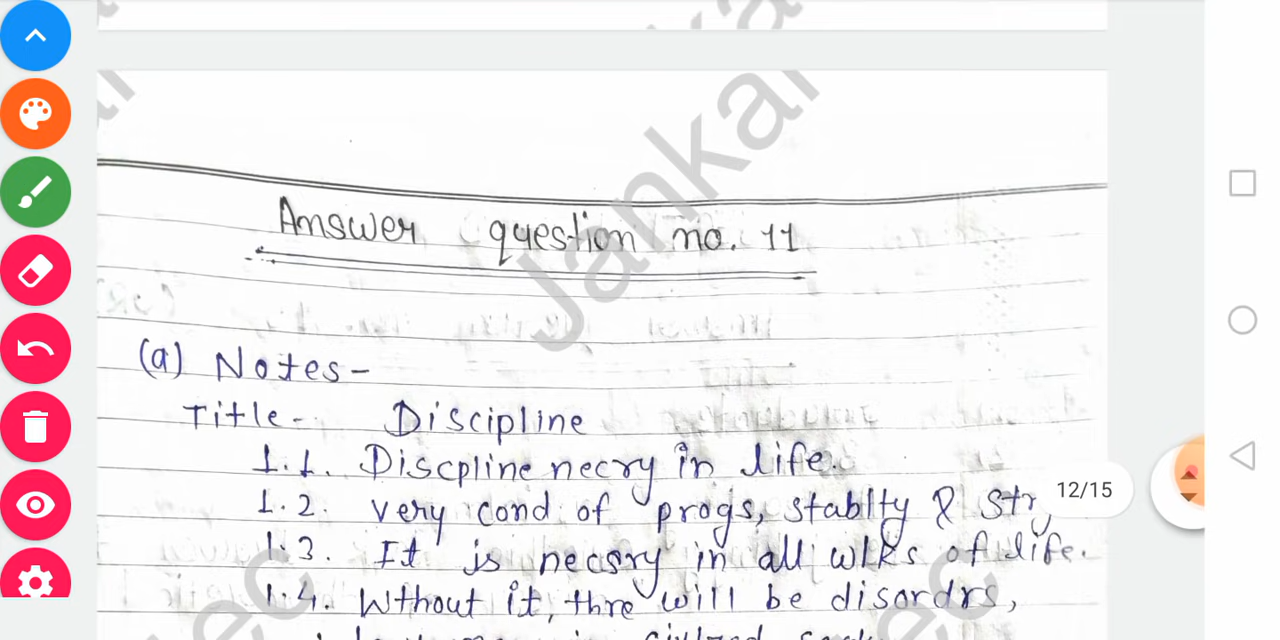 Answer question no. 11
(a) Notes-
Title- Discipline
1.1. Discpline necry in life.
1.2. very cond of progs, stablty & str
12/15
1.3. It is necsry in all wlks of life.
1.4. Wthout it, thre will be disordrs,
Jankar